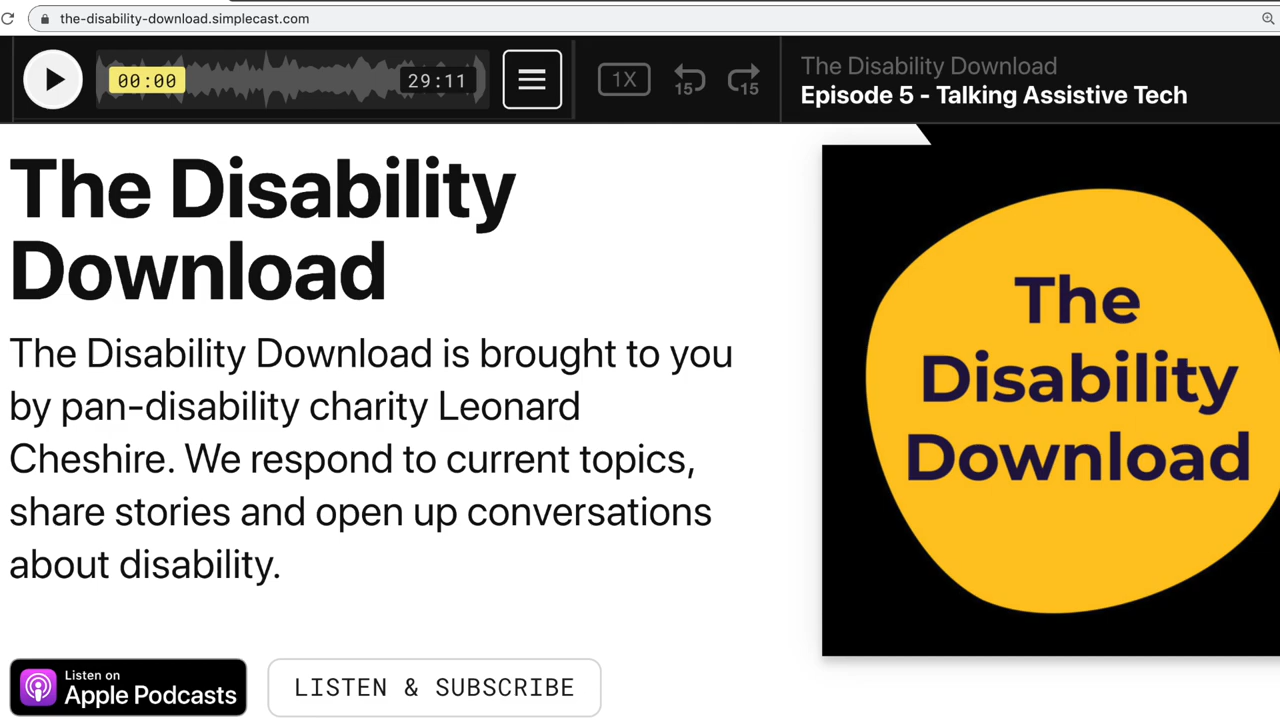 the-disability-download.simplecast.com
00:00
29:11
1X
15
15
The Disability Download
Episode 5 - Talking Assistive Tech
The Disability
Download
The Disability Download is brought to you
by pan-disability charity Leonard
Cheshire. We respond to current topics,
share stories and open up conversations
about disability.
The
Disability
Download
Listen on
Apple Podcasts
LISTEN & SUBSCRIBE